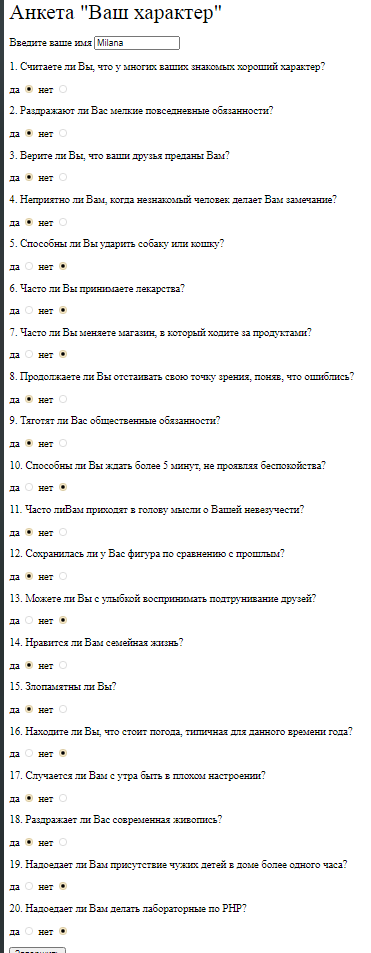 Анкета "Ваш характер"
Введите ваше имя Milana
1. Считаете ли Вы, что у многих ваших знакомых хороший характер?
да нет
2. Раздражают ли Вас мелкие повседневные обязанности?
да нет
3. Верите ли Вы, что ваши друзья преданы Вам?
да нет
4. Неприятно ли Вам, когда незнакомый человек делает Вам замечание?
да нет
5. Способны ли Вы ударить собаку или кошку?
да нет
6. Часто ли Вы принимаете лекарства?
да нет
7. Часто ли Вы меняете магазин, в который ходите за продуктами?
да нет
8. Продолжаете ли Вы отстаивать свою точку зрения, поняв, что ошиблись?
да нет
9. Тяготят ли Вас общественные обязанности?
да нет
10. Способны ли Вы ждать более 5 минут, не проявляя беспокойства?
да нет
11. Часто лиВам приходят в голову мысли о Вашей невезучести?
да нет
12. Сохранилась ли у Вас фигура по сравнению с прошлым?
да нет
13. Можете ли Вы с улыбкой воспринимать подтрунивание друзей?
да нет
14. Нравится ли Вам семейная жизнь?
да нет
15. Злопамятны ли Вы?
да нет
16. Находите ли Вы, что стоит погода, типичная для данного времени года?
да нет
17. Случается ли Вам с утра быть в плохом настроении?
да нет
18. Раздражает ли Вас современная живопись?
да нет
19. Надоедает ли Вам присутствие чужих детей в доме более одного часа?
да нет
20. Надоедает ли Вам делать лабораторные по PHP?
да нет